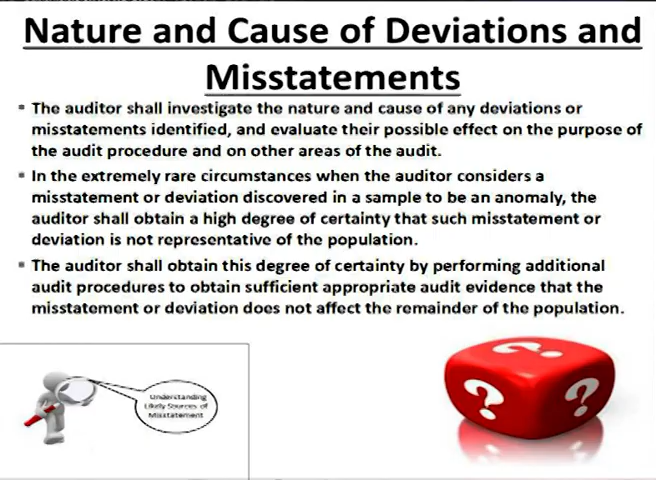 Nature and Cause of Deviations and
Misstatements
The auditor shall investigate the nature and cause of any deviations or
misstatements identified, and evaluate their possible effect on the purpose of
the audit procedure and on other areas of the audit.
In the extremely rare circumstances when the auditor considers a
misstatement or deviation discovered in a sample to be an anomaly, the
auditor shall obtain a high degree of certainty that such misstatement or
deviation is not representative of the population.
The auditor shall obtain this degree of certainty by performing additional
audit procedures to obtain sufficient appropriate audit evidence that the
misstatement or deviation does not affect the remainder of the population.
Understanding
Likely Sources of
Misstatement
? ? ?